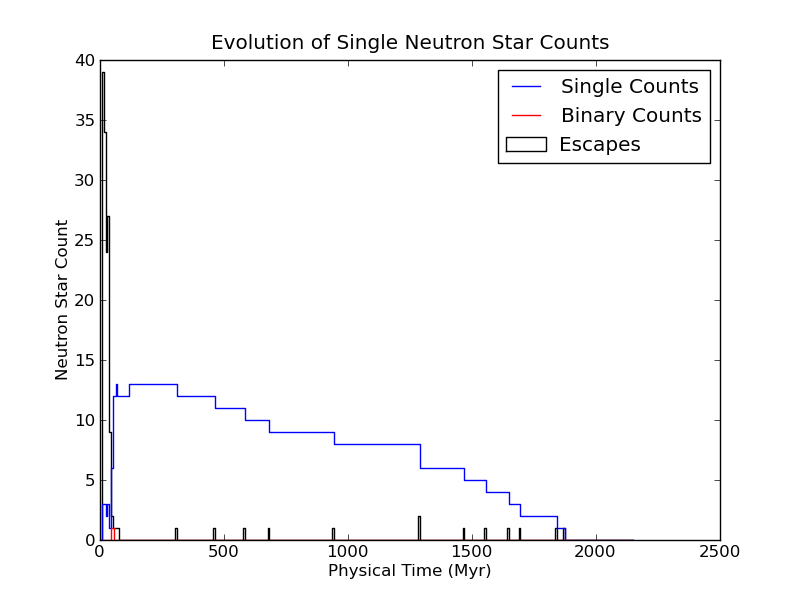 Evolution of Single Neutron Star Counts
Single Counts
Binary Counts
Escapes
Neutron Star Count
40
35
30
25
20
15
10
5
0
0
500
1000
1500
2000
2500
Physical Time (Myr)